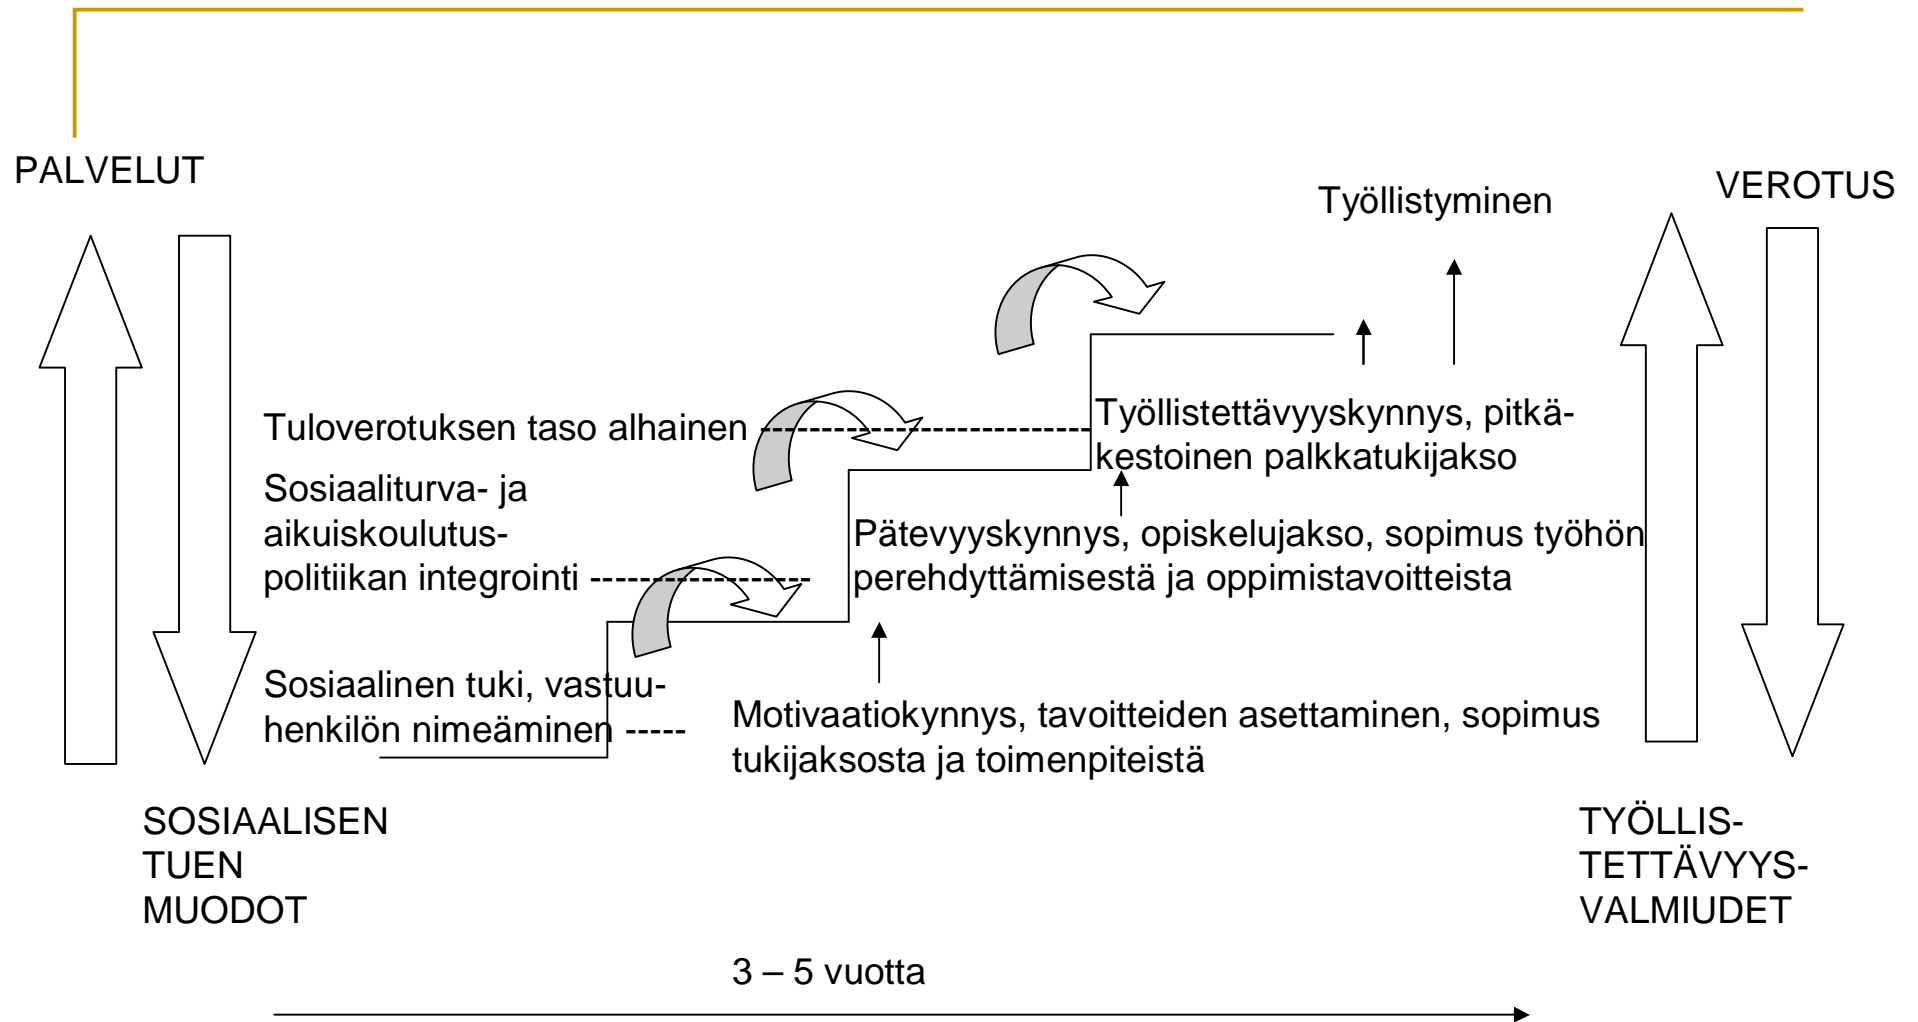 PALVELUT
VEROTUS
Työllistyminen
Tuloverotuksen taso alhainen ----------------------------
Työllistettävyyskynnys, pitkä-
kestoinen palkkatukijakso
Sosiaaliturva- ja
aikuiskoulutus-
politiikan integrointi -------------------
Pätevyyskynnys, opiskelujakso, sopimus työhön
perehdyttämisestä ja oppimistavoitteista
Sosiaalinen tuki, vastuu-
henkilön nimeäminen -----
Motivaatiokynnys, tavoitteiden asettaminen, sopimus
tukijaksosta ja toimenpiteistä
SOSIAALISEN
TUEN
MUODOT
TYÖLLIS-
TETTÄVYYS-
VALMIUDET
3 – 5 vuotta